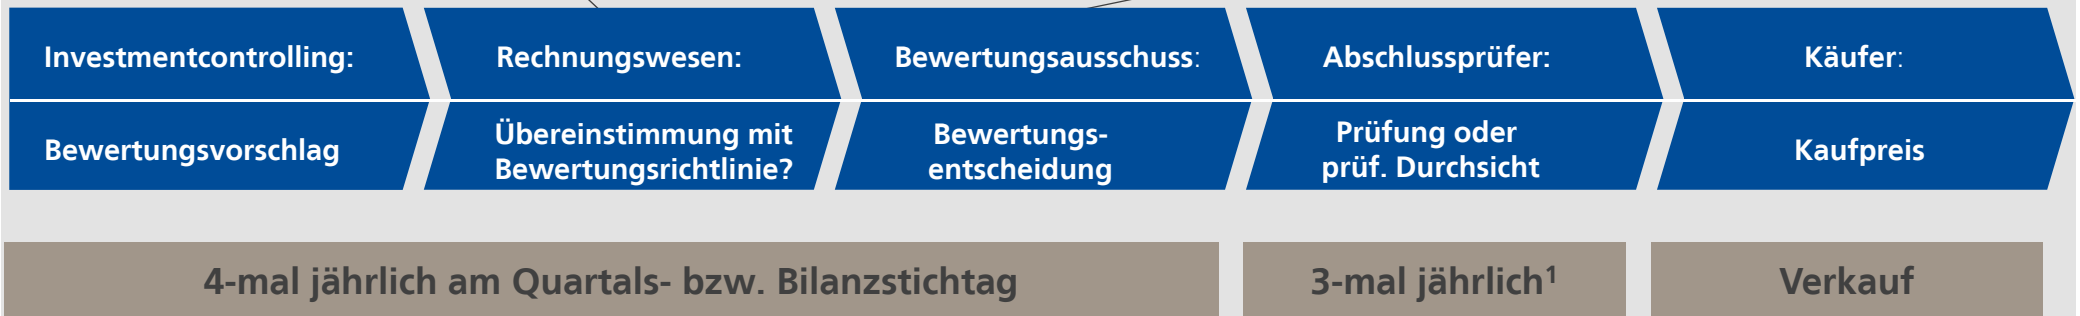 Investmentcontrolling:
Bewertungsvorschlag
Rechnungswesen:
Übereinstimmung mit
Bewertungsrichtlinie?
Bewertungsausschuss:
Bewertungs-
entscheidung
Abschlussprüfer:
Prüfung oder
prüf. Durchsicht
Käufer:
Kaufpreis
4-mal jährlich am Quartals- bzw. Bilanzstichtag
3-mal jährlich¹
Verkauf